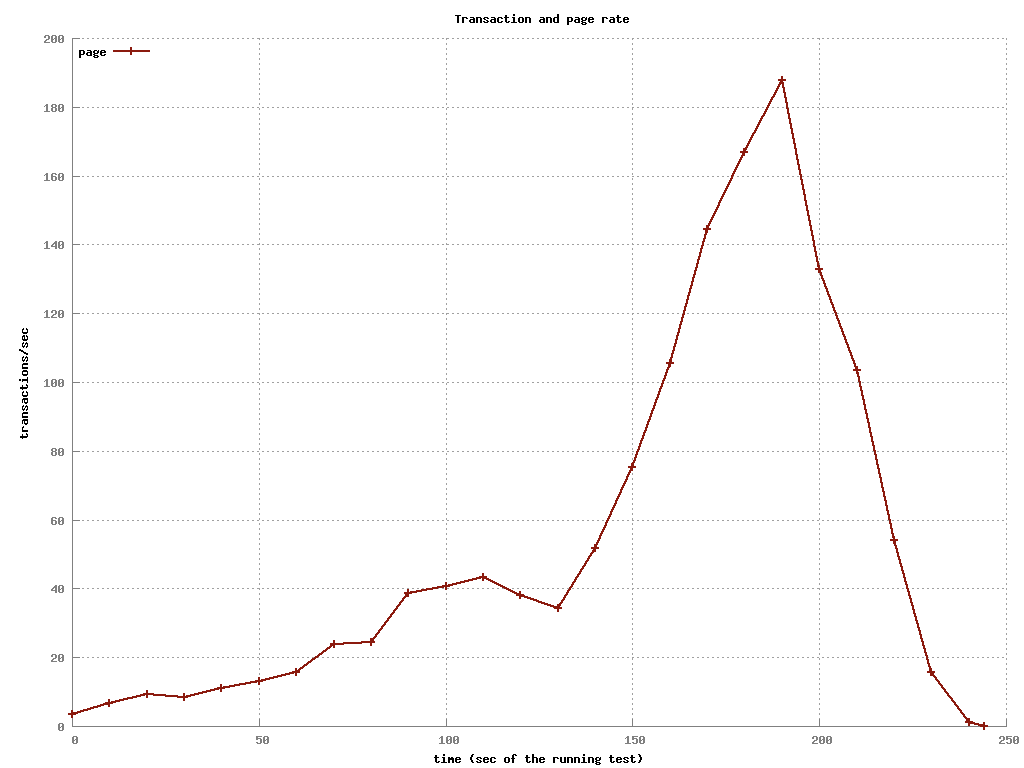 Transaction and page rate
200
page
180
160
140
120
100
80
60
40
20
0
transactions/sec
0 50 100 150 200 250
time (sec of the running test)